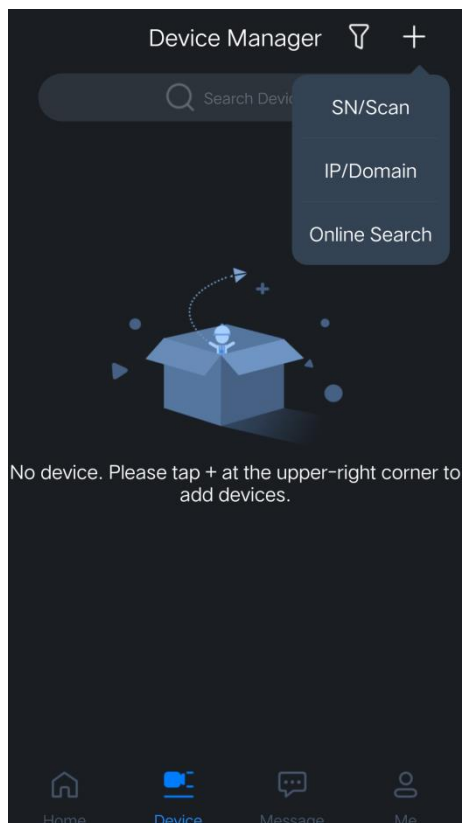 Device Manager
Search Devic
SN/Scan
IP/Domain
Online Search
No device. Please tap + at the upper-right corner to
add devices.
Home
Device
Message
Me